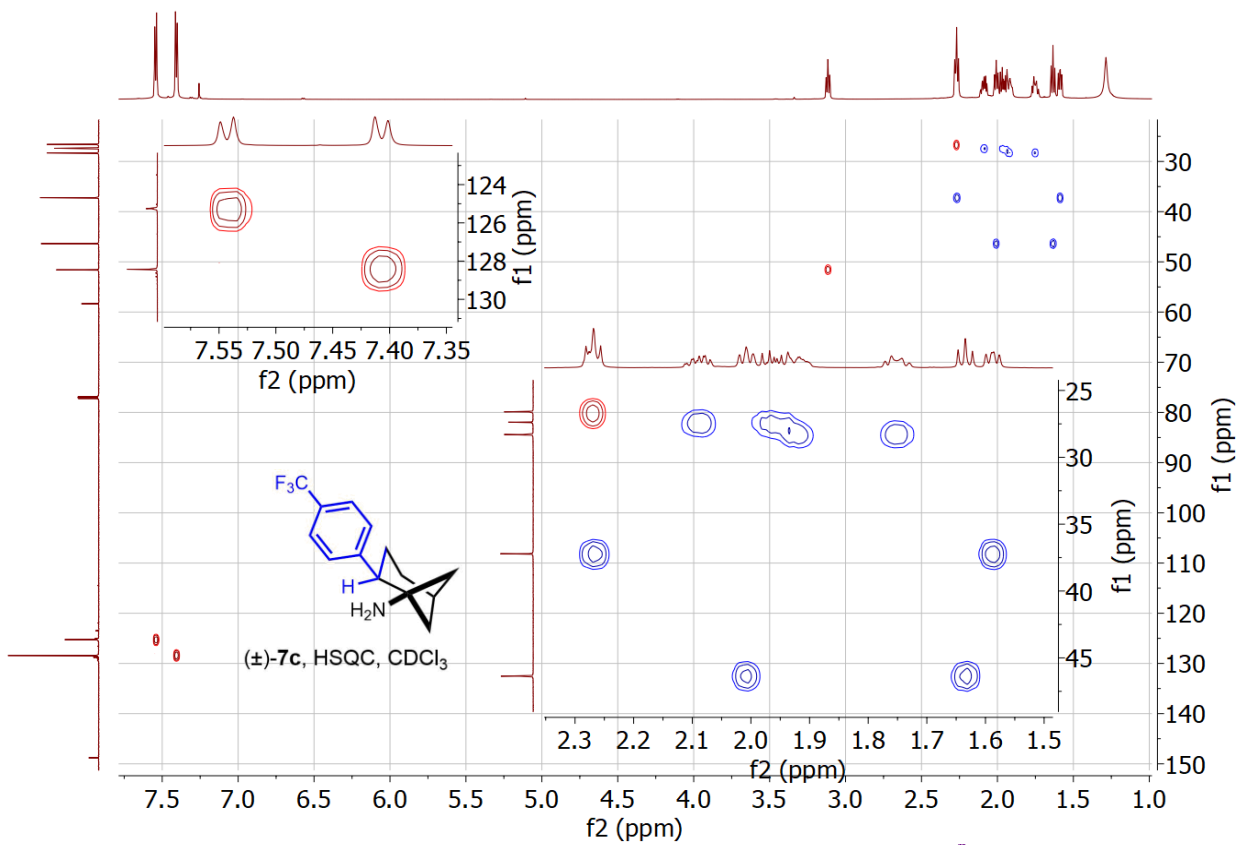 124
126
128
130
f1 (ppm)
7.55 7.50 7.45 7.40 7.35
f2 (ppm)
30
40
50
60
70
80
90
100
110
120
130
140
150
f1 (ppm)
25
30
35
40
45
f1 (ppm)
2.3 2.2 2.1 2.0 1.9 1.8 1.7 1.6 1.5
f2 (ppm)
F₃C
H
H₂N
(±)-7c, HSQC, CDCl₃
7.5 7.0 6.5 6.0 5.5 5.0 4.5 4.0 3.5 3.0 2.5 2.0 1.5 1.0
f2 (ppm)